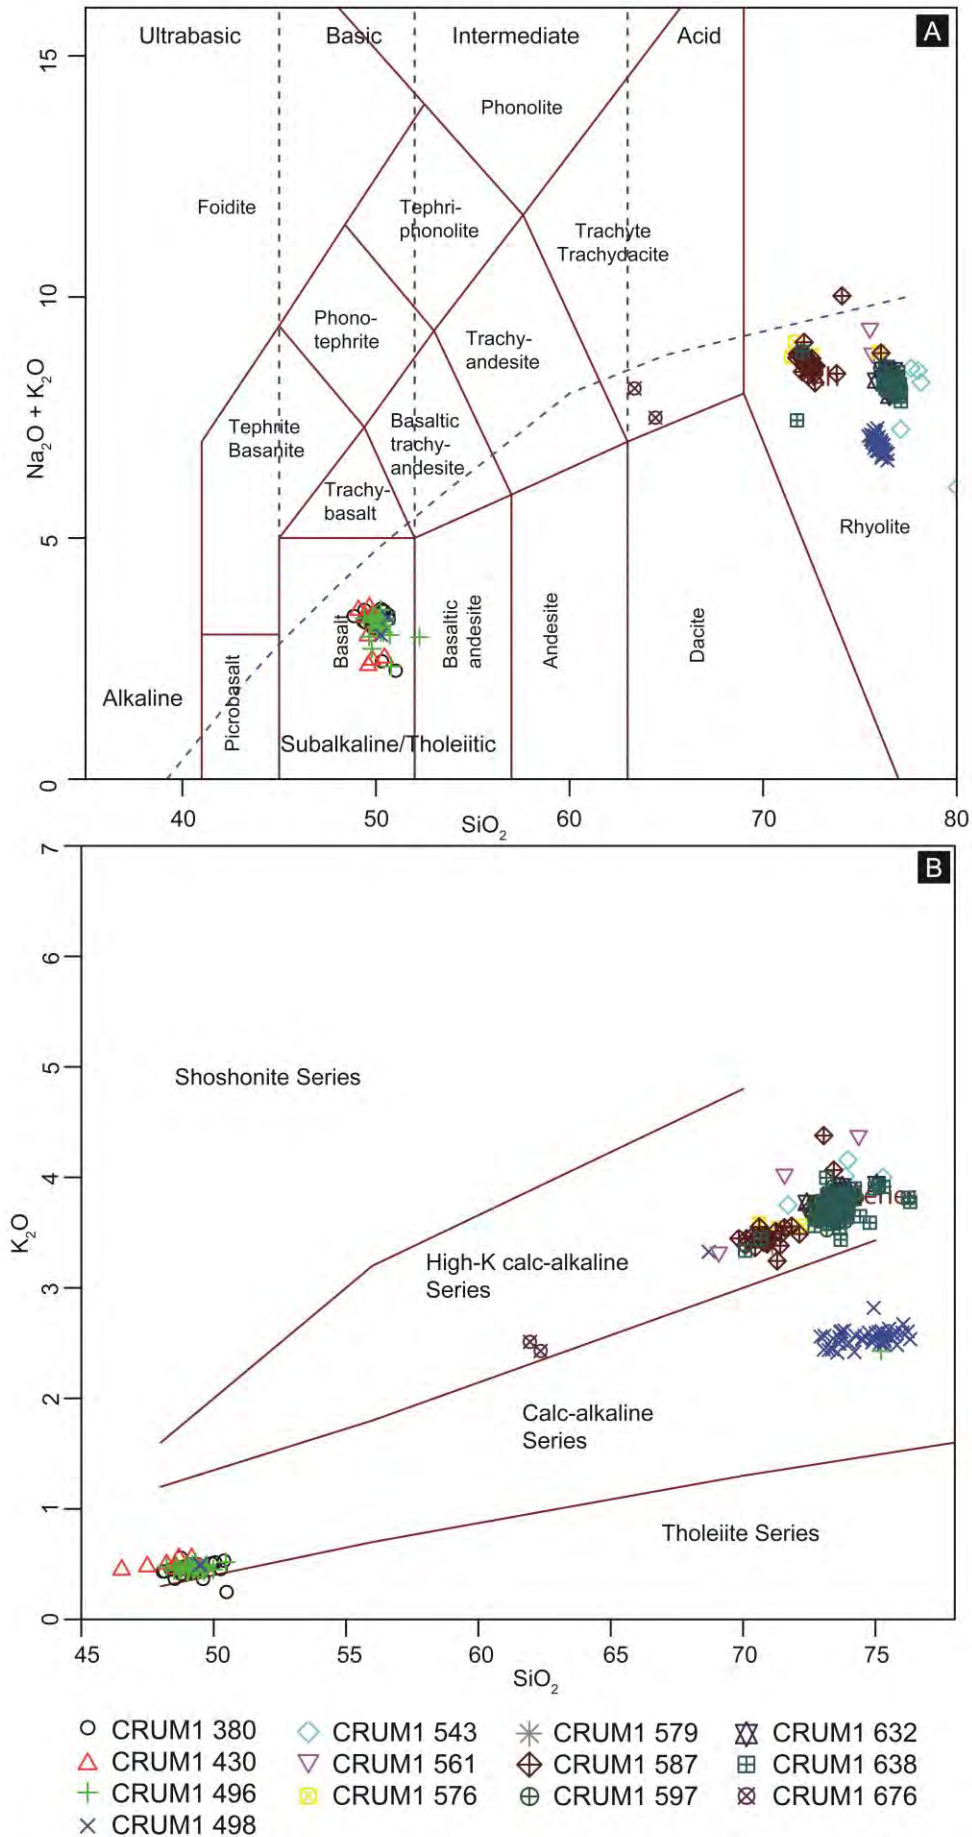 A
Ultrabasic Basic Intermediate Acid
Phonolite
Foidite
Tephri-
phonolite
Trachyte
Trachydacite
Phono-
tephrite
Trachy-
andesite
Tephrite
Basanite
Basaltic
trachy-
andesite
Trachy-
basalt
Rhyolite
Basalt
Basaltic
andesite
Andesite
Dacite
Picrobasalt
Alkaline
Subalkaline/Tholeiitic
Na₂O + K₂O
0
5
10
15
40 50 60 70 80
SiO₂
B
Shoshonite Series
High-K calc-alkaline
Series
Calc-alkaline
Series
Tholeiite Series
K₂O
0
1
2
3
4
5
6
7
45 50 55 60 65 70 75
SiO₂
CRUM1 380 CRUM1 543 CRUM1 579 CRUM1 632
CRUM1 430 CRUM1 561 CRUM1 587 CRUM1 638
CRUM1 496 CRUM1 576 CRUM1 597 CRUM1 676
CRUM1 498